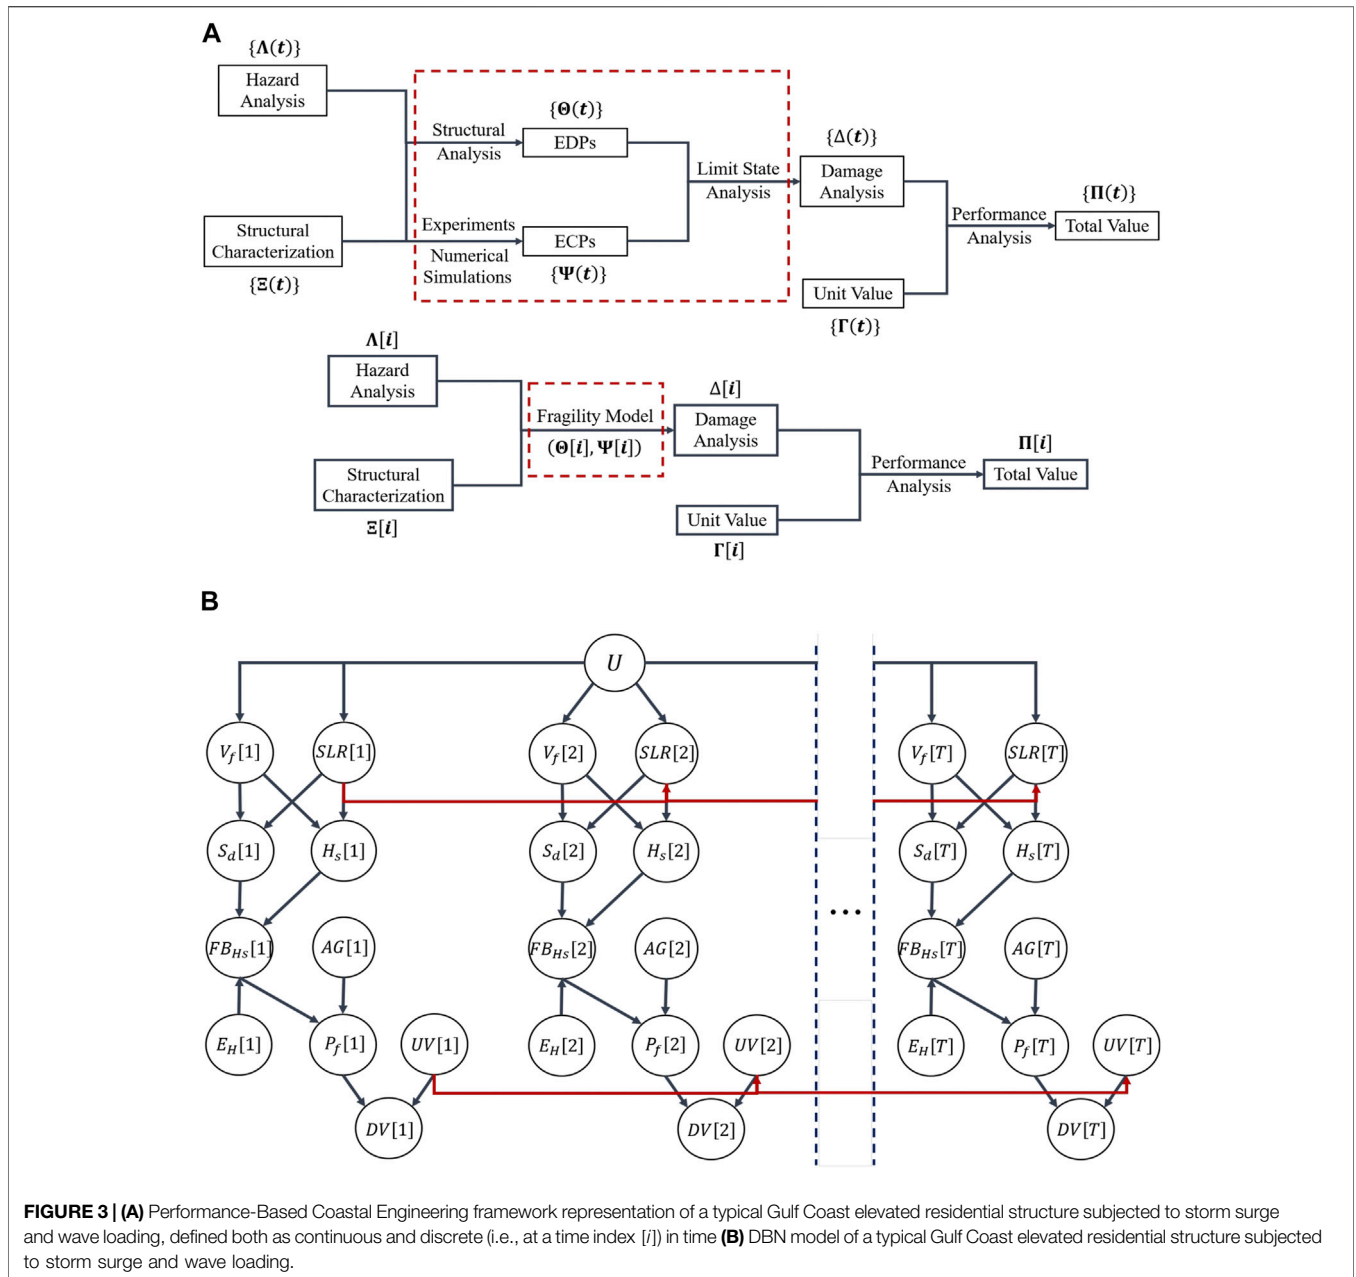 A
{Λ(t)}
Hazard
Analysis
Structural
Characterization
{Ξ(t)}
Structural
Analysis
{Θ(t)}
EDPs
Experiments
Numerical
Simulations
ECPs
{Ψ(t)}
Limit State
Analysis
{Δ(t)}
Damage
Analysis
Unit Value
{Γ(t)}
Performance
Analysis
{Π(t)}
Total Value
Λ[i]
Hazard
Analysis
Structural
Characterization
Ξ[i]
Fragility Model
(Θ[i], Ψ[i])
Δ[i]
Damage
Analysis
Unit Value
Γ[i]
Performance
Analysis
Π[i]
Total Value
B
U
V_f[1] SLR[1] V_f[2] SLR[2] V_f[T] SLR[T]
S_d[1] H_s[1] S_d[2] H_s[2] S_d[T] H_s[T]
...
FB_Hs[1] AG[1] FB_Hs[2] AG[2] FB_Hs[T] AG[T]
E_H[1] P_f[1] UV[1] E_H[2] P_f[2] UV[2] E_H[T] P_f[T] UV[T]
DV[1] DV[2] DV[T]
FIGURE 3 | (A) Performance-Based Coastal Engineering framework representation of a typical Gulf Coast elevated residential structure subjected to storm surge
and wave loading, defined both as continuous and discrete (i.e., at a time index [i]) in time (B) DBN model of a typical Gulf Coast elevated residential structure subjected
to storm surge and wave loading.